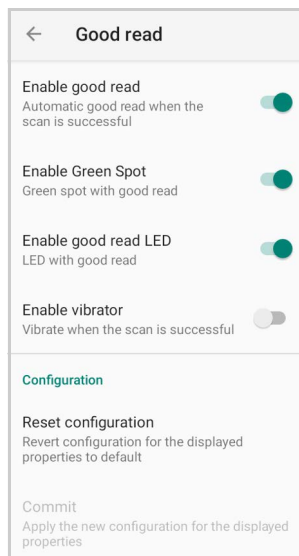 Good read
Enable good read
Automatic good read when the
scan is successful
Enable Green Spot
Green spot with good read
Enable good read LED
LED with good read
Enable vibrator
Vibrate when the scan is successful
Configuration
Reset configuration
Revert configuration for the displayed
properties to default
Commit
Apply the new configuration for the displayed
properties